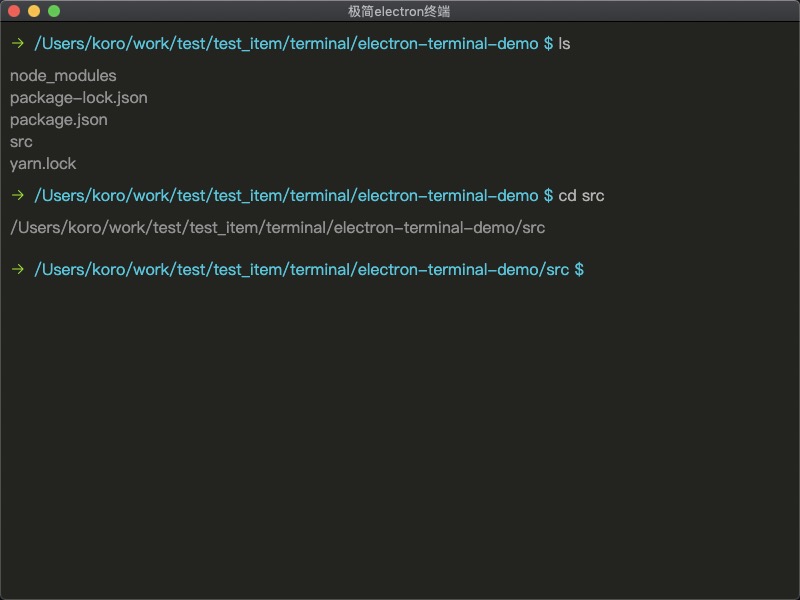 极简electron终端
→ /Users/koro/work/test/test_item/terminal/electron-terminal-demo $ ls
node_modules
package-lock.json
package.json
src
yarn.lock
→ /Users/koro/work/test/test_item/terminal/electron-terminal-demo $ cd src
/Users/koro/work/test/test_item/terminal/electron-terminal-demo/src
→ /Users/koro/work/test/test_item/terminal/electron-terminal-demo/src $